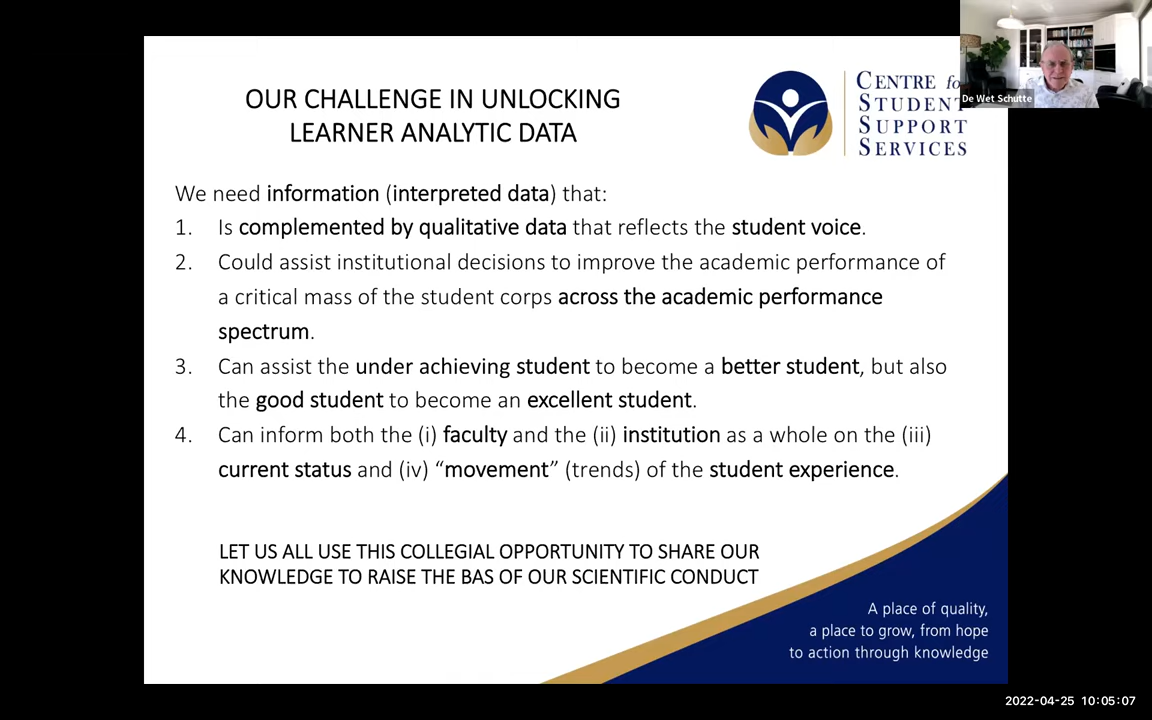 OUR CHALLENGE IN UNLOCKING
LEARNER ANALYTIC DATA
CENTRE fo
STUDENT
SUPPORT
SERVICES
De Wet Schutte
We need information (interpreted data) that:
1. Is complemented by qualitative data that reflects the student voice.
2. Could assist institutional decisions to improve the academic performance of
a critical mass of the student corps across the academic performance
spectrum.
3. Can assist the under achieving student to become a better student, but also
the good student to become an excellent student.
4. Can inform both the (i) faculty and the (ii) institution as a whole on the (iii)
current status and (iv) “movement” (trends) of the student experience.
LET US ALL USE THIS COLLEGIAL OPPORTUNITY TO SHARE OUR
KNOWLEDGE TO RAISE THE BAS OF OUR SCIENTIFIC CONDUCT
A place of quality,
a place to grow, from hope
to action through knowledge
2022-04-25 10:05:07